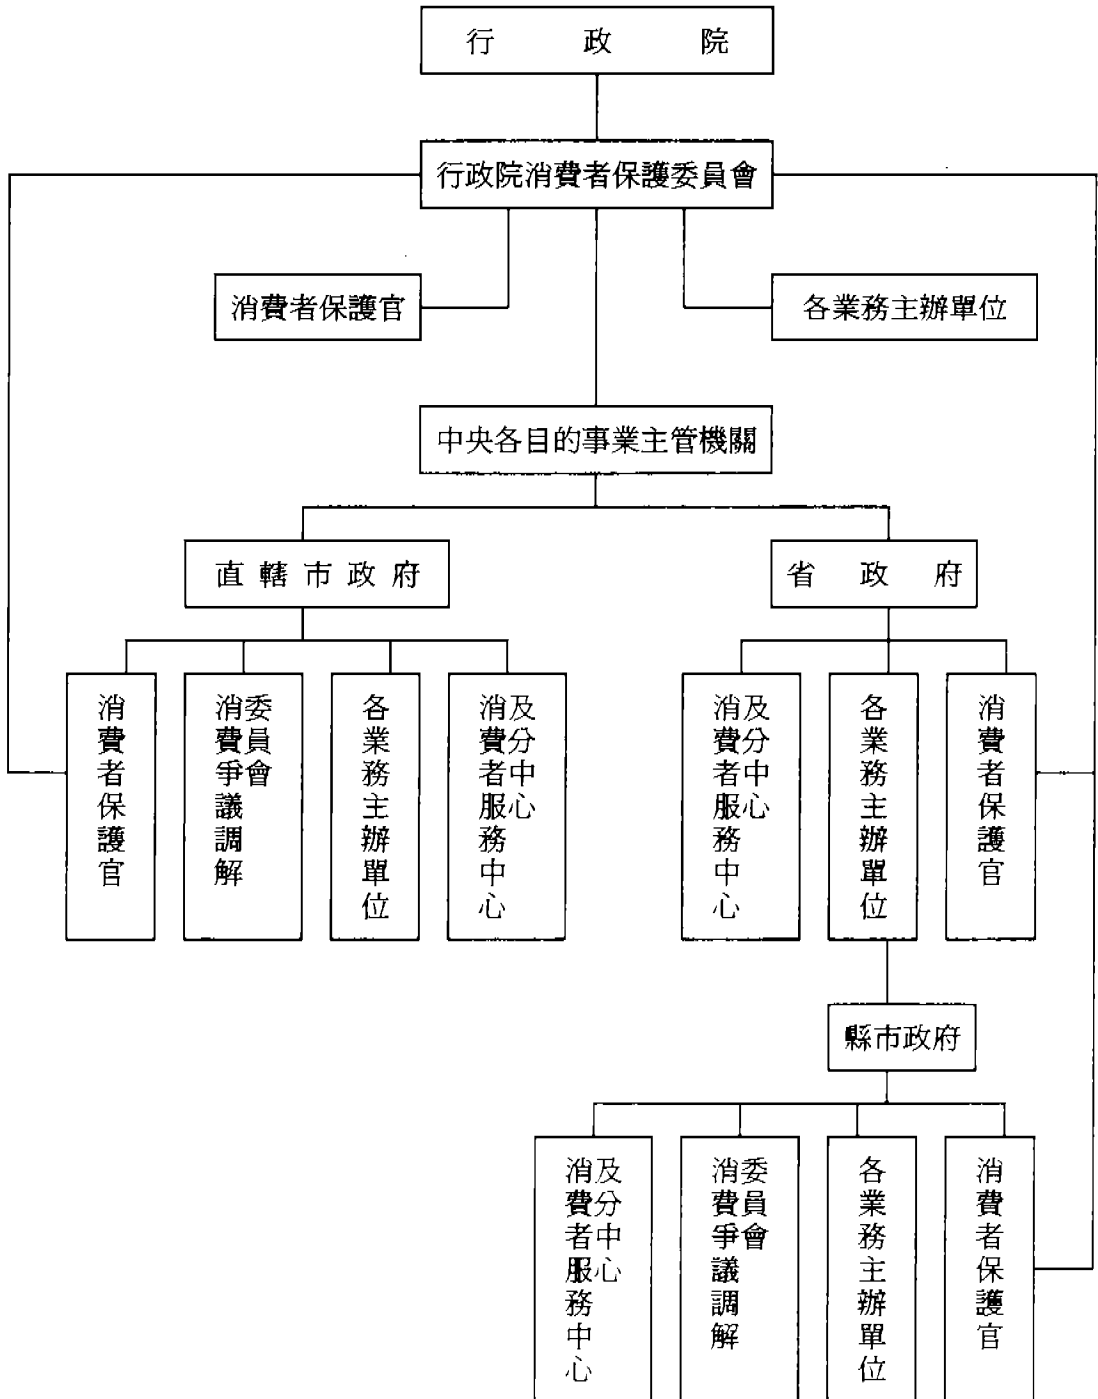 行政院
行政院消費者保護委員會
消費者保護官
各業務主辦單位
中央各目的事業主管機關
直轄市政府
省政府
消費者保護官
消費爭議調解
委員會
各業務主辦單位
消費者服務中心
及分中心
消費者服務中心
及分中心
各業務主辦單位
消費者保護官
縣市政府
消費者服務中心
及分中心
消費爭議調解
委員會
各業務主辦單位
消費者保護官